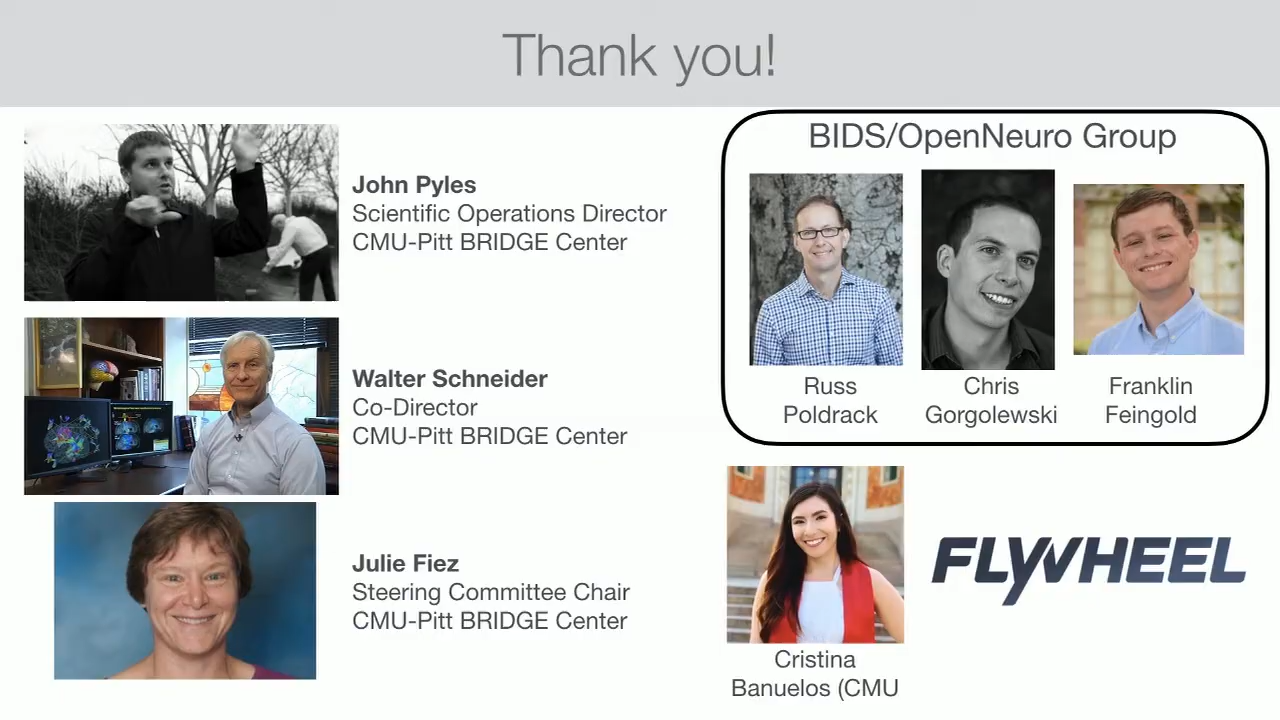 Thank you!
John Pyles
Scientific Operations Director
CMU-Pitt BRIDGE Center
Walter Schneider
Co-Director
CMU-Pitt BRIDGE Center
Julie Fiez
Steering Committee Chair
CMU-Pitt BRIDGE Center
BIDS/OpenNeuro Group
Russ
Poldrack
Chris
Gorgolewski
Franklin
Feingold
Cristina
Banuelos (CMU
FLYWHEEL